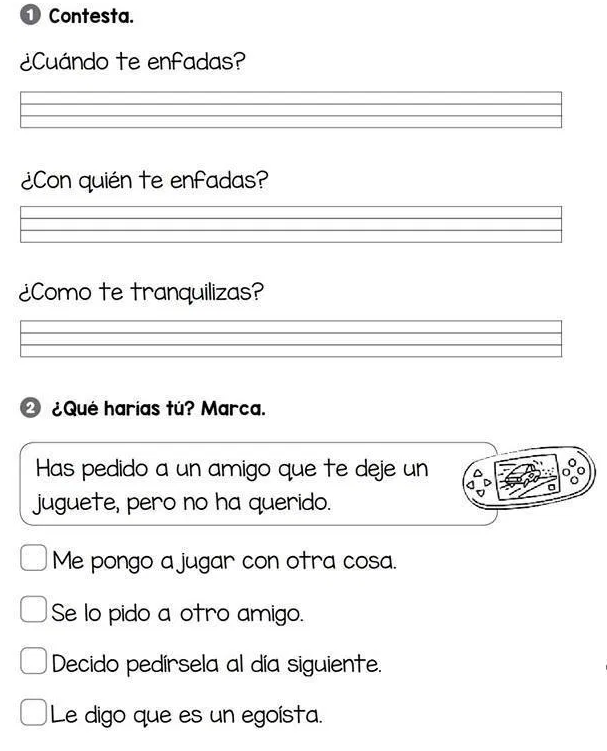 1 Contesta.
¿Cuándo te enfadas?
¿Con quién te enfadas?
¿Como te tranquilizas?
2 ¿Qué harías tú? Marca.
Has pedido a un amigo que te deje un
juguete, pero no ha querido.
Me pongo a jugar con otra cosa.
Se lo pido a otro amigo.
Decido pedírsela al día siguiente.
Le digo que es un egoísta.